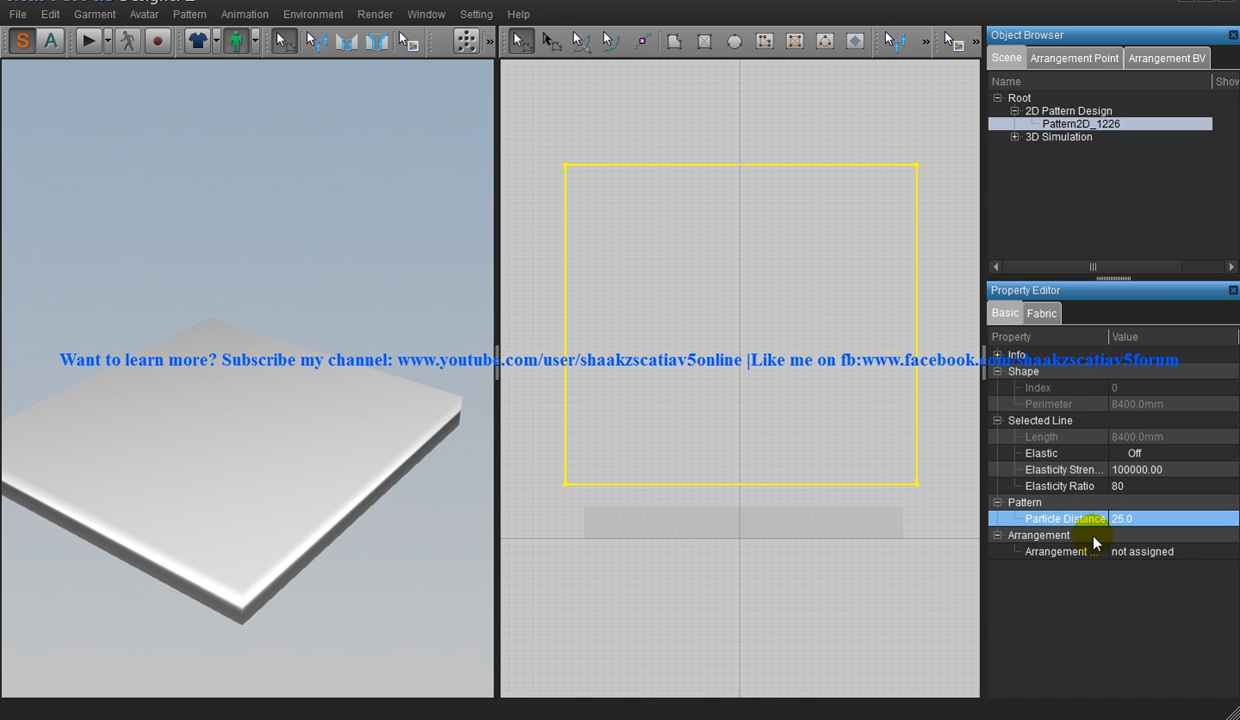 File Edit Garment Avatar Pattern Animation Environment Render Window Setting Help
S A » » »
Object Browser
Scene Arrangement Point Arrangement BV
Name Show
Root
2D Pattern Design
Pattern2D_1226
3D Simulation
Property Editor
Basic Fabric
Property Value
Want to learn more? Subscribe my channel: www.youtube.com/user/shaakzscatiav5online |Like me on fb:www.facebook.com/shaakzscatiav5forum
Info
Shape
Index 0
Perimeter 8400.0mm
Selected Line
Length 8400.0mm
Elastic Off
Elasticity Stren... 100000.00
Elasticity Ratio 80
Pattern
Particle Distance 25.0
Arrangement
Arrangement ... not assigned